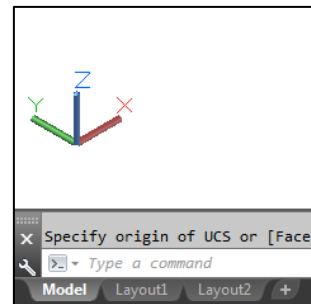 Z
Y X
Specify origin of UCS or [Face
Type a command
Model Layout1 Layout2 +